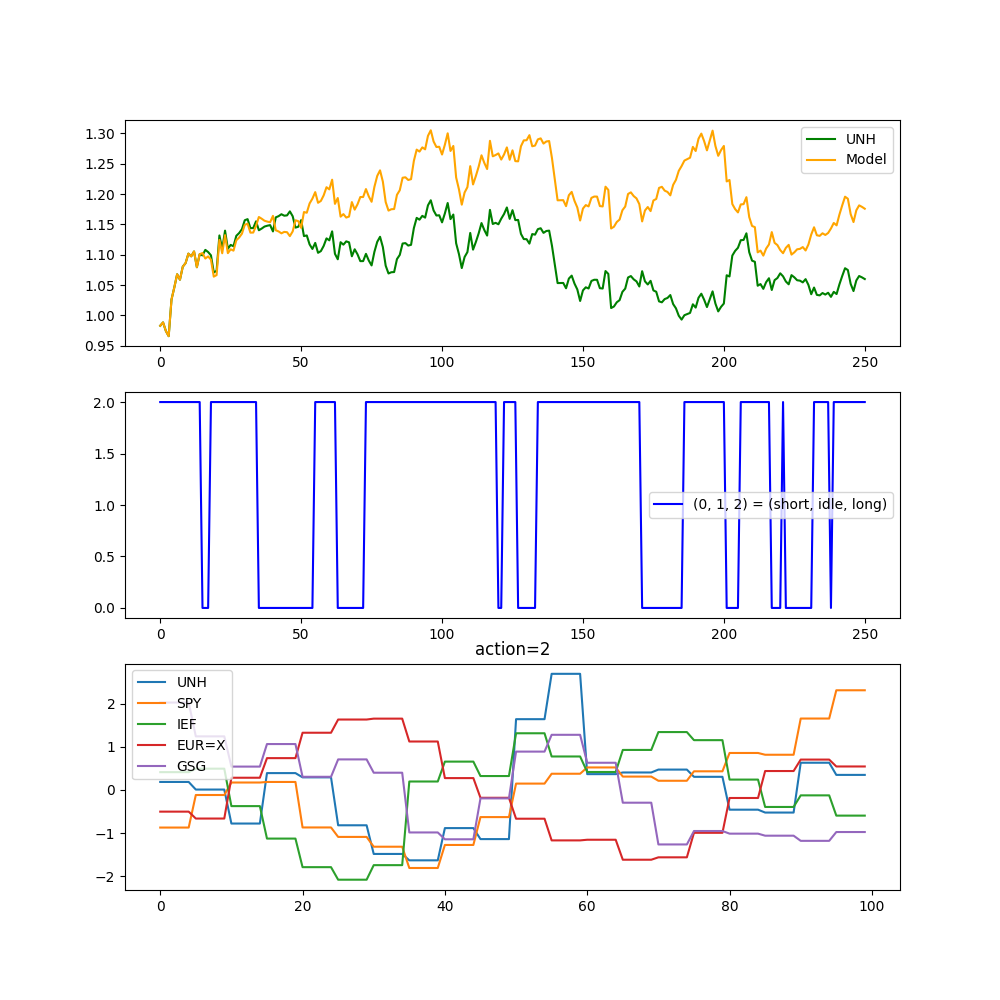 1.30
1.25
1.20
1.15
1.10
1.05
1.00
0.95
UNH
Model
0 50 100 150 200 250
2.0
1.5
1.0
0.5
0.0
(0, 1, 2) = (short, idle, long)
0 50 100 150 200 250
action=2
2
1
0
−1
−2
UNH
SPY
IEF
EUR=X
GSG
0 20 40 60 80 100